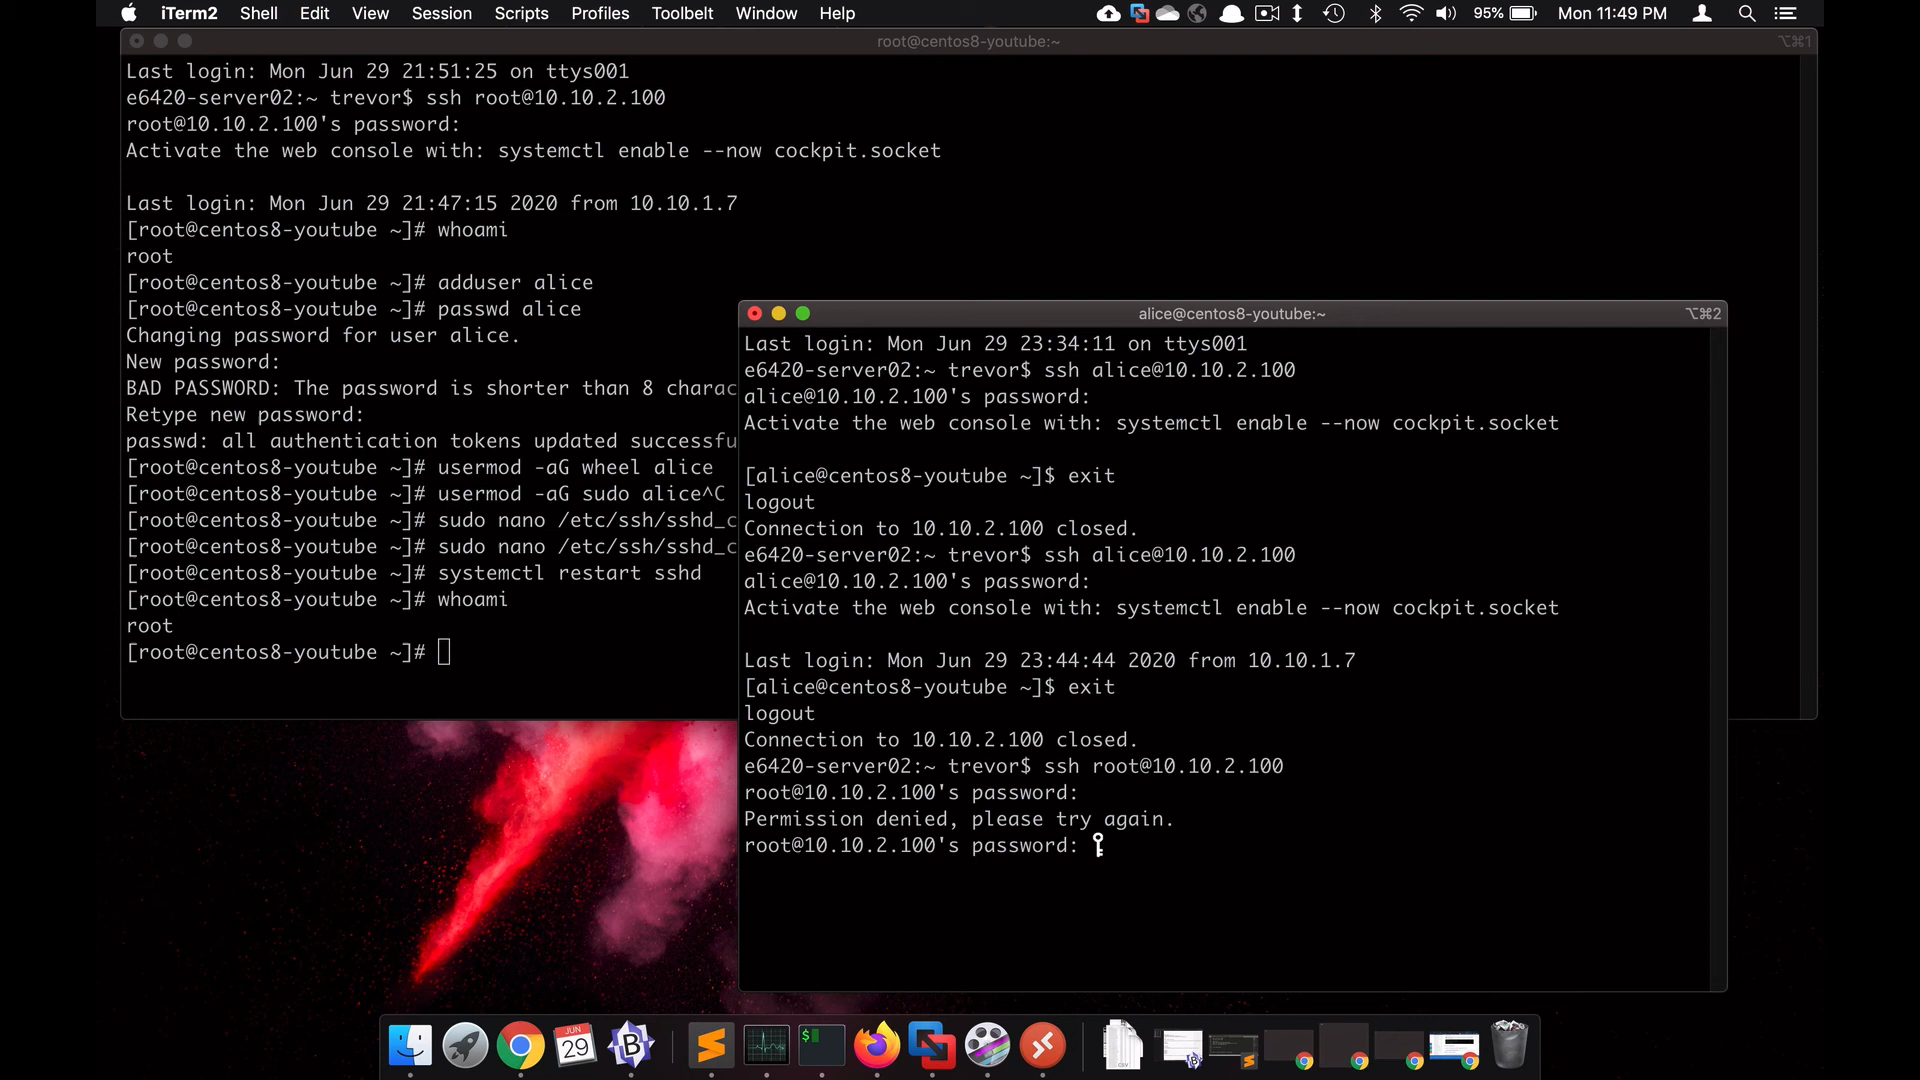 iTerm2 Shell Edit View Session Scripts Profiles Toolbelt Window Help 95% Mon 11:49 PM
root@centos8-youtube:~ ⌥⌘1
Last login: Mon Jun 29 21:51:25 on ttys001
e6420-server02:~ trevor$ ssh root@10.10.2.100
root@10.10.2.100's password:
Activate the web console with: systemctl enable --now cockpit.socket
Last login: Mon Jun 29 21:47:15 2020 from 10.10.1.7
[root@centos8-youtube ~]# whoami
root
[root@centos8-youtube ~]# adduser alice
[root@centos8-youtube ~]# passwd alice
Changing password for user alice.
New password:
BAD PASSWORD: The password is shorter than 8 charac
Retype new password:
passwd: all authentication tokens updated successfu
[root@centos8-youtube ~]# usermod -aG wheel alice
[root@centos8-youtube ~]# usermod -aG sudo alice^C
[root@centos8-youtube ~]# sudo nano /etc/ssh/sshd_c
[root@centos8-youtube ~]# sudo nano /etc/ssh/sshd_c
[root@centos8-youtube ~]# systemctl restart sshd
[root@centos8-youtube ~]# whoami
root
[root@centos8-youtube ~]#
alice@centos8-youtube:~ ⌥⌘2
Last login: Mon Jun 29 23:34:11 on ttys001
e6420-server02:~ trevor$ ssh alice@10.10.2.100
alice@10.10.2.100's password:
Activate the web console with: systemctl enable --now cockpit.socket
[alice@centos8-youtube ~]$ exit
logout
Connection to 10.10.2.100 closed.
e6420-server02:~ trevor$ ssh alice@10.10.2.100
alice@10.10.2.100's password:
Activate the web console with: systemctl enable --now cockpit.socket
Last login: Mon Jun 29 23:44:44 2020 from 10.10.1.7
[alice@centos8-youtube ~]$ exit
logout
Connection to 10.10.2.100 closed.
e6420-server02:~ trevor$ ssh root@10.10.2.100
root@10.10.2.100's password:
Permission denied, please try again.
root@10.10.2.100's password:
JUN
29
B
$
CSV